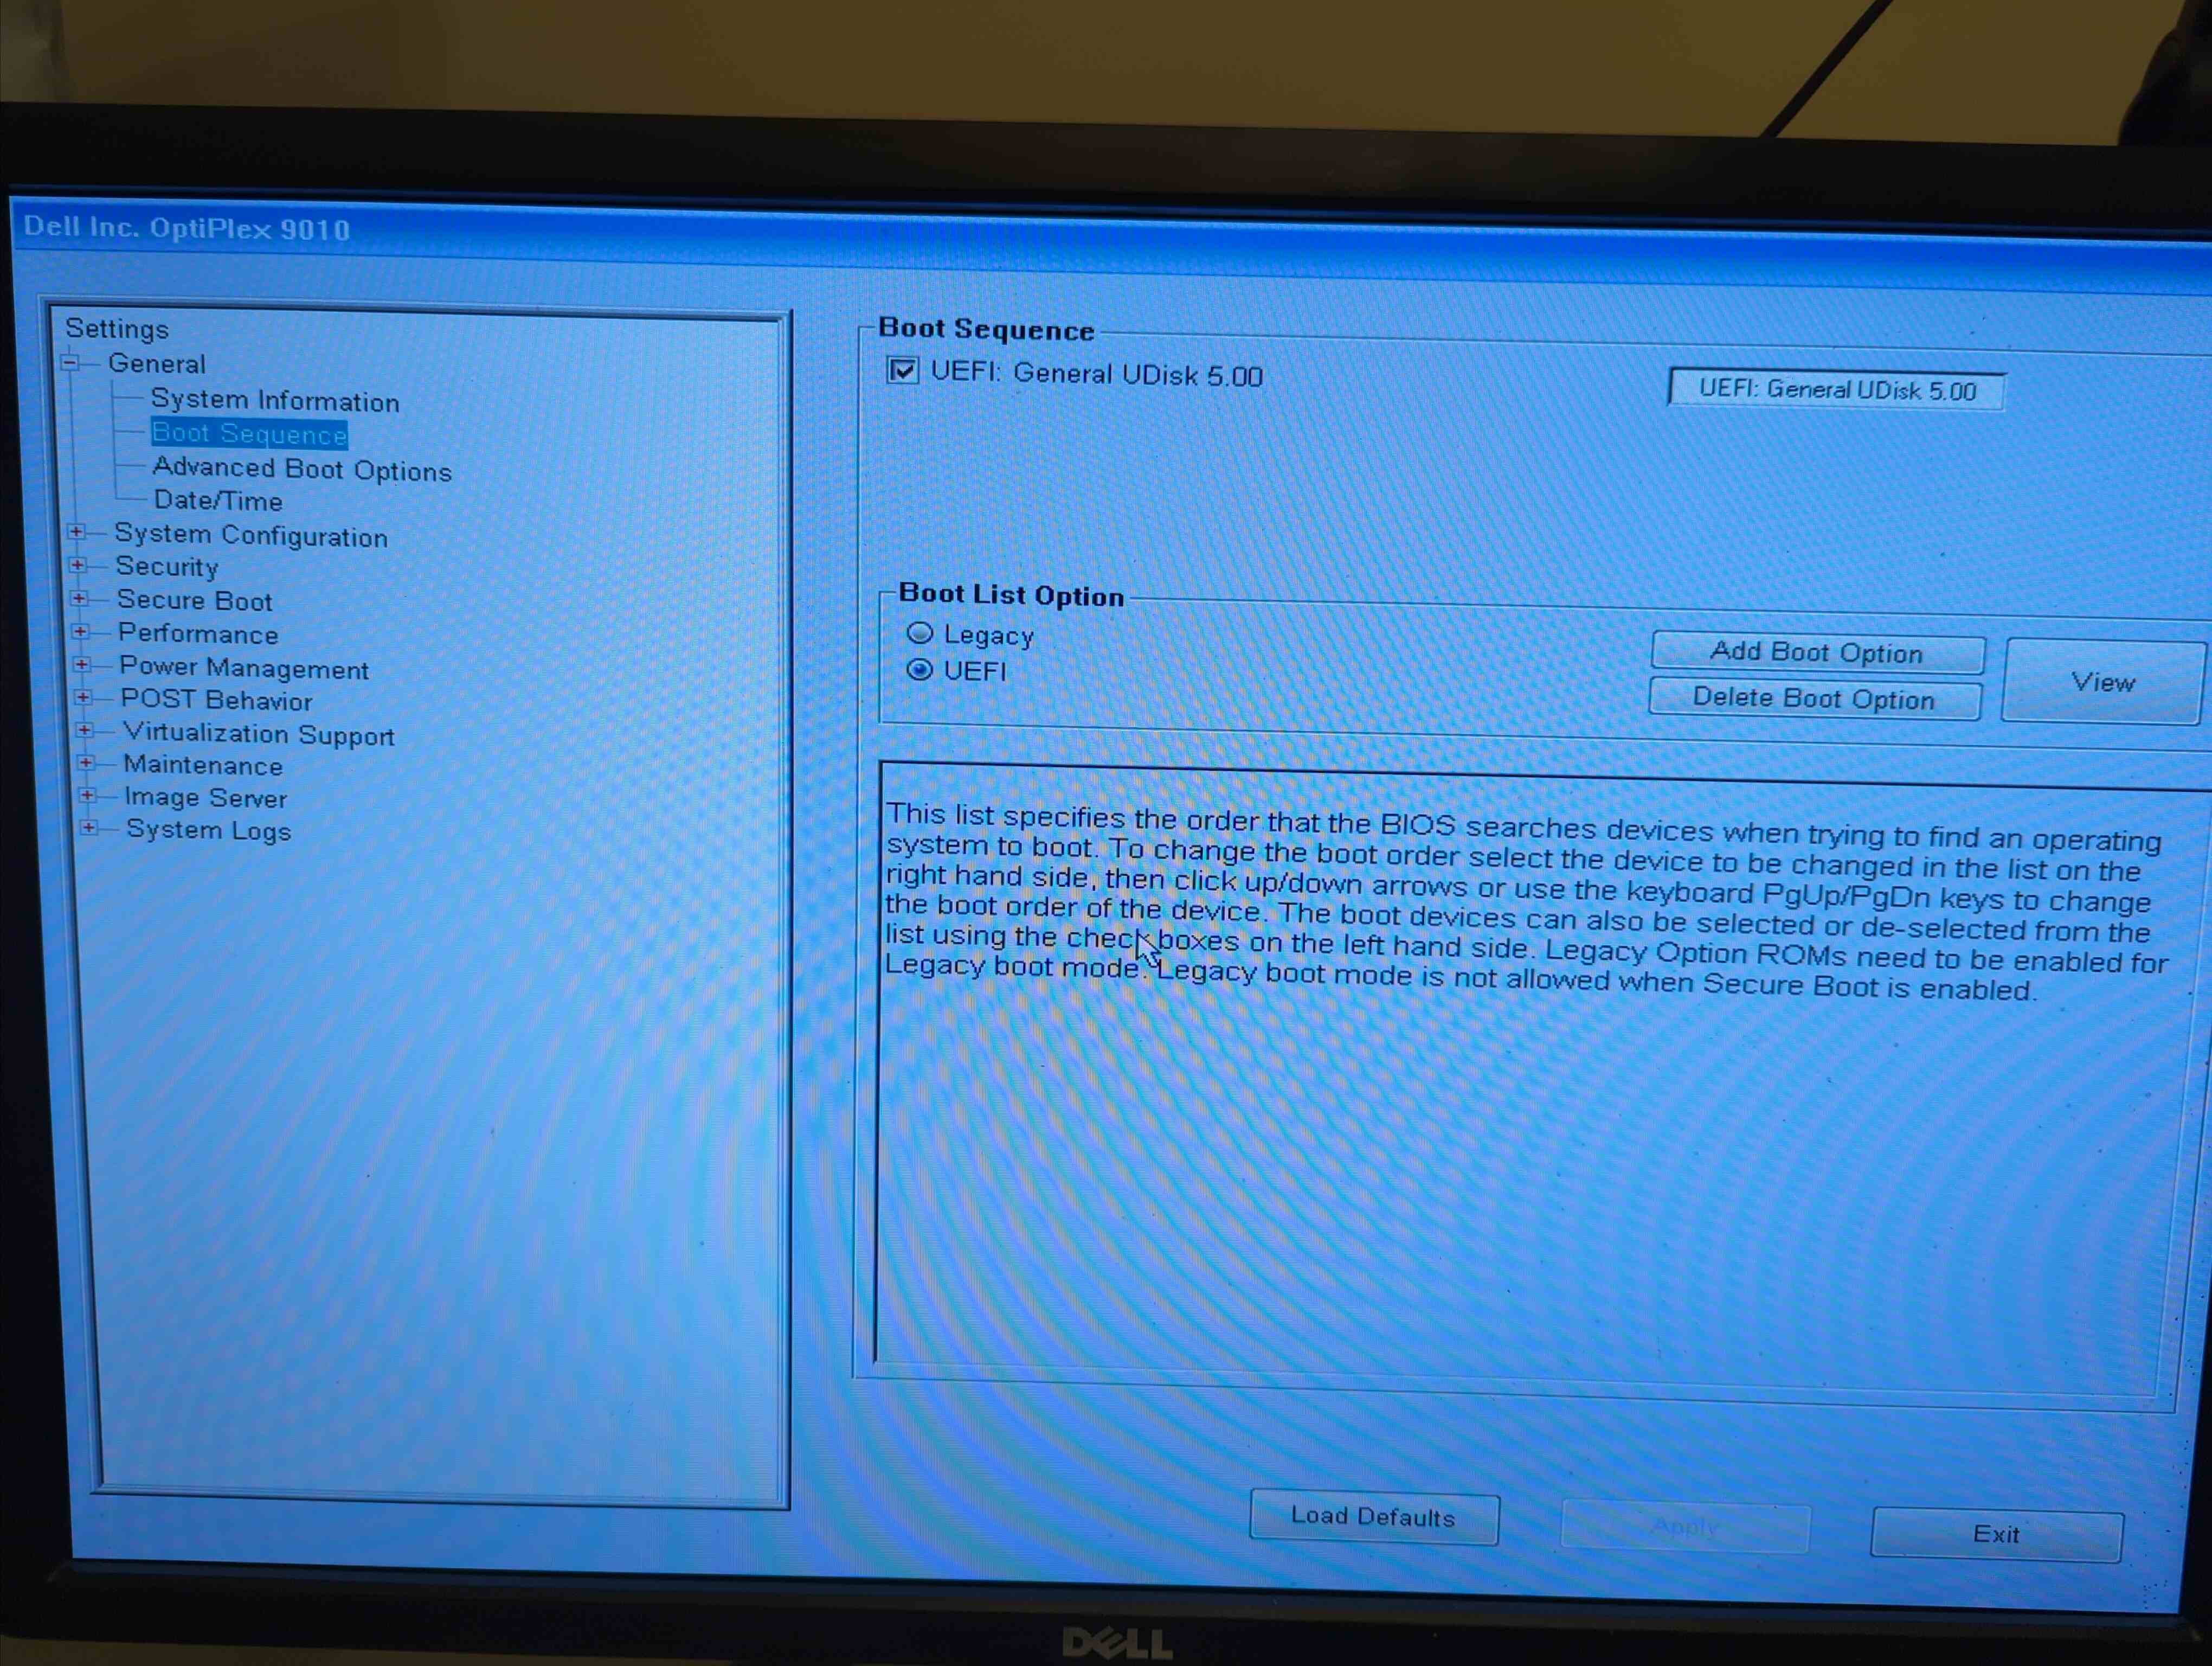 Dell Inc. OptiPlex 9010
Settings
General
System Information
Boot Sequence
Advanced Boot Options
Date/Time
System Configuration
Security
Secure Boot
Performance
Power Management
POST Behavior
Virtualization Support
Maintenance
Image Server
System Logs
Boot Sequence
UEFI: General UDisk 5.00
UEFI: General UDisk 5.00
Boot List Option
Legacy
UEFI
Add Boot Option
Delete Boot Option
View
This list specifies the order that the BIOS searches devices when trying to find an operating
system to boot. To change the boot order select the device to be changed in the list on the
right hand side, then click up/down arrows or use the keyboard PgUp/PgDn keys to change
the boot order of the device. The boot devices can also be selected or de-selected from the
list using the check boxes on the left hand side. Legacy Option ROMs need to be enabled for
Legacy boot mode. Legacy boot mode is not allowed when Secure Boot is enabled.
Load Defaults
Apply
Exit
DELL